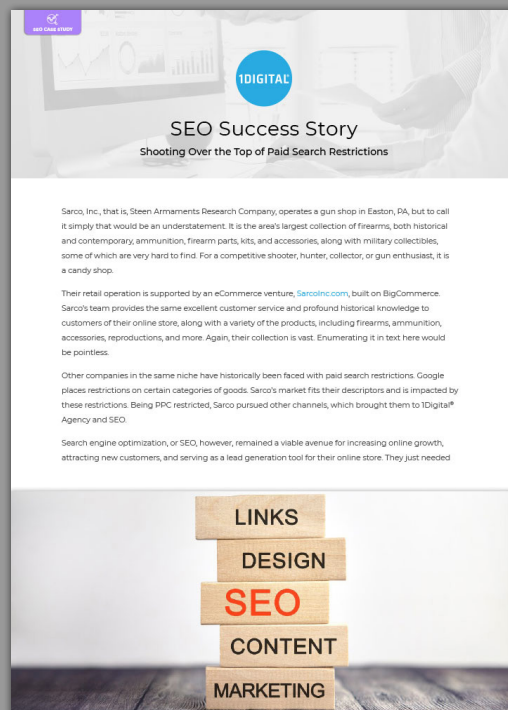 SEO CASE STUDY
1DIGITAL
SEO Success Story
Shooting Over the Top of Paid Search Restrictions
Sarco, Inc., that is, Steen Armaments Research Company, operates a gun shop in Easton, PA, but to call
it simply that would be an understatement. It is the area's largest collection of firearms, both historical
and contemporary, ammunition, firearm parts, kits, and accessories, along with military collectibles,
some of which are very hard to find. For a competitive shooter, hunter, collector, or gun enthusiast, it is
a candy shop.
Their retail operation is supported by an eCommerce venture, SarcoInc.com, built on BigCommerce.
Sarco's team provides the same excellent customer service and profound historical knowledge to
customers of their online store, along with a variety of the products, including firearms, ammunition,
accessories, reproductions, and more. Again, their collection is vast. Enumerating it in text here would
be pointless.
Other companies in the same niche have historically been faced with paid search restrictions. Google
places restrictions on certain categories of goods. Sarco's market fits their descriptors and is impacted by
these restrictions. Being PPC restricted, Sarco pursued other channels, which brought them to 1Digital®
Agency and SEO.
Search engine optimization, or SEO, however, remained a viable avenue for increasing online growth,
attracting new customers, and serving as a lead generation tool for their online store. They just needed
LINKS
DESIGN
SEO
CONTENT
MARKETING